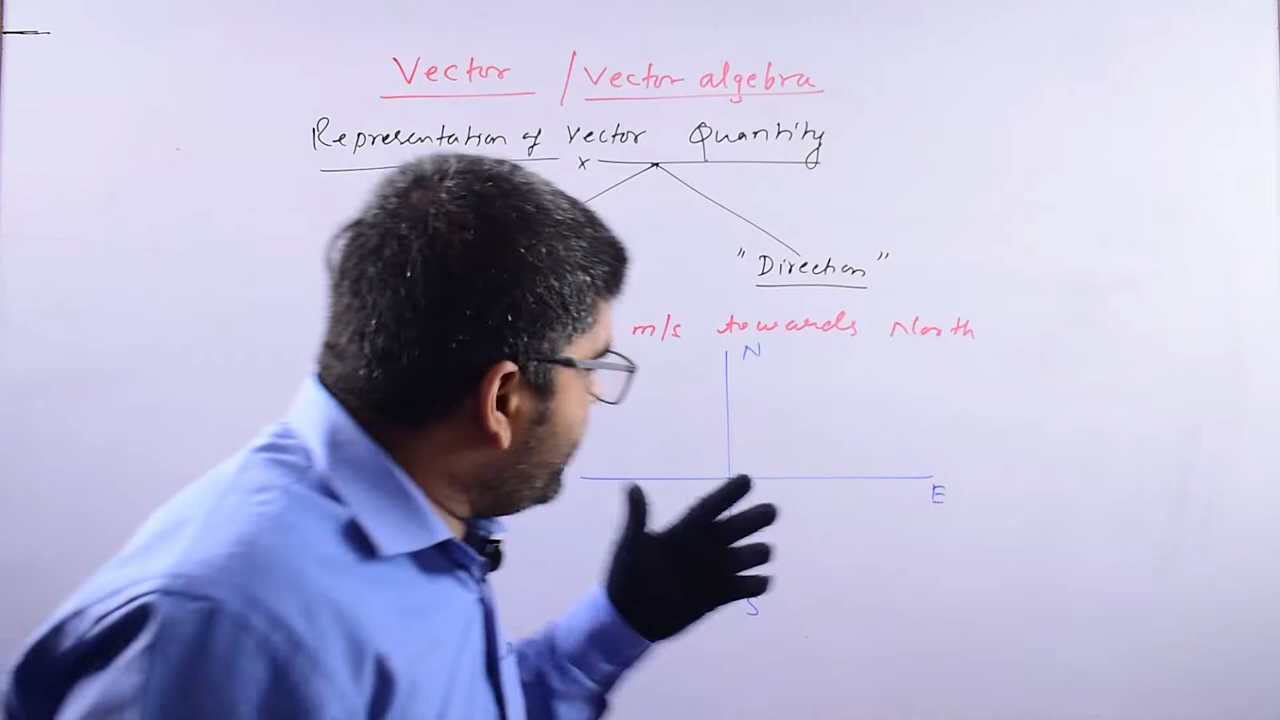 Vector / Vector algebra
Representation of Vector Quantity
x
"Direction"
m/s towards North
N
E
S